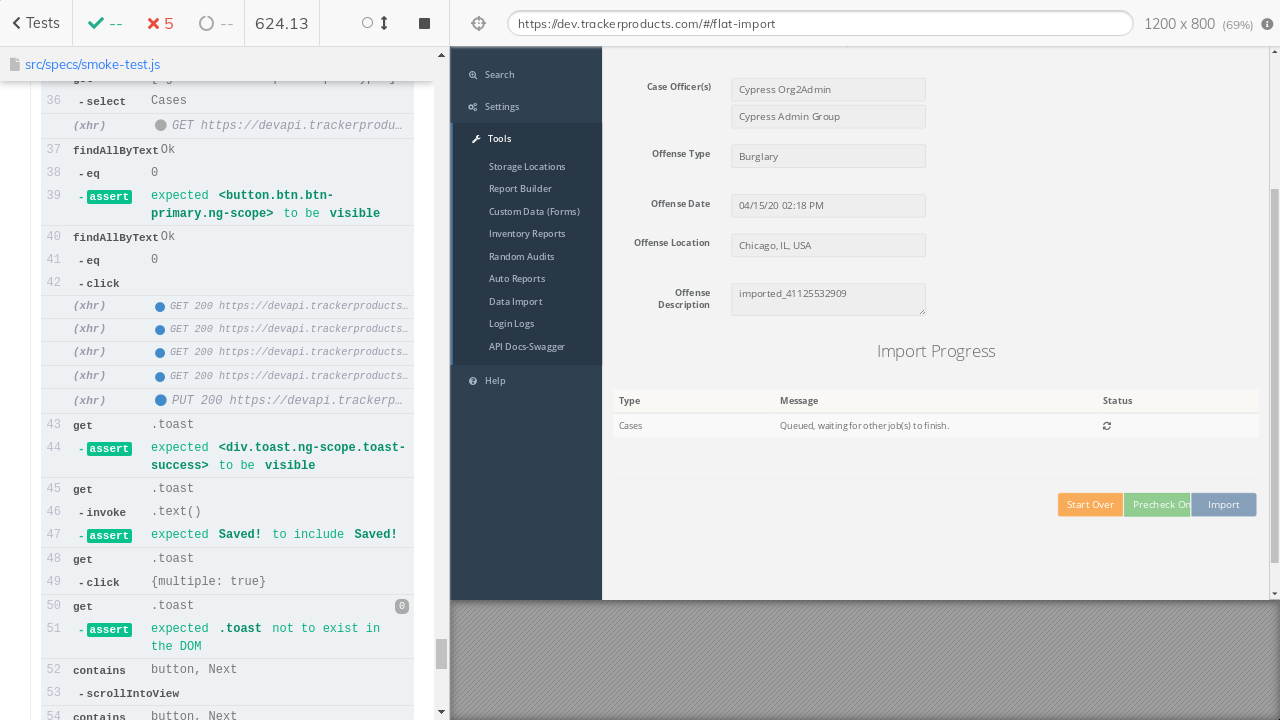 Tests
--
5
--
624.13
https://dev.trackerproducts.com/#/flat-import
1200 x 800 (69%)
src/specs/smoke-test.js
36 - select Cases
(xhr) GET https://devapi.trackerprodu…
37 findAllByText Ok
38 - eq 0
39 - assert expected <button.btn.btn-
primary.ng-scope> to be visible
40 findAllByText Ok
41 - eq 0
42 - click
(xhr) GET 200 https://devapi.trackerproducts…
(xhr) GET 200 https://devapi.trackerproducts…
(xhr) GET 200 https://devapi.trackerproducts…
(xhr) GET 200 https://devapi.trackerproducts…
(xhr) PUT 200 https://devapi.trackerp…
43 get .toast
44 - assert expected <div.toast.ng-scope.toast-
success> to be visible
45 get .toast
46 - invoke .text()
47 - assert expected Saved! to include Saved!
48 get .toast
49 - click {multiple: true}
50 get .toast 0
51 - assert expected .toast not to exist in
the DOM
52 contains button, Next
53 - scrollIntoView
54 contains button, Next
Search
Settings
Tools
Storage Locations
Report Builder
Custom Data (Forms)
Inventory Reports
Random Audits
Auto Reports
Data Import
Login Logs
API Docs-Swagger
Help
Case Officer(s) Cypress Org2Admin
Cypress Admin Group
Offense Type Burglary
Offense Date 04/15/20 02:18 PM
Offense Location Chicago, IL, USA
Offense
Description imported_41125532909
Import Progress
Type Message Status
Cases Queued, waiting for other job(s) to finish.
Start Over Precheck On Import